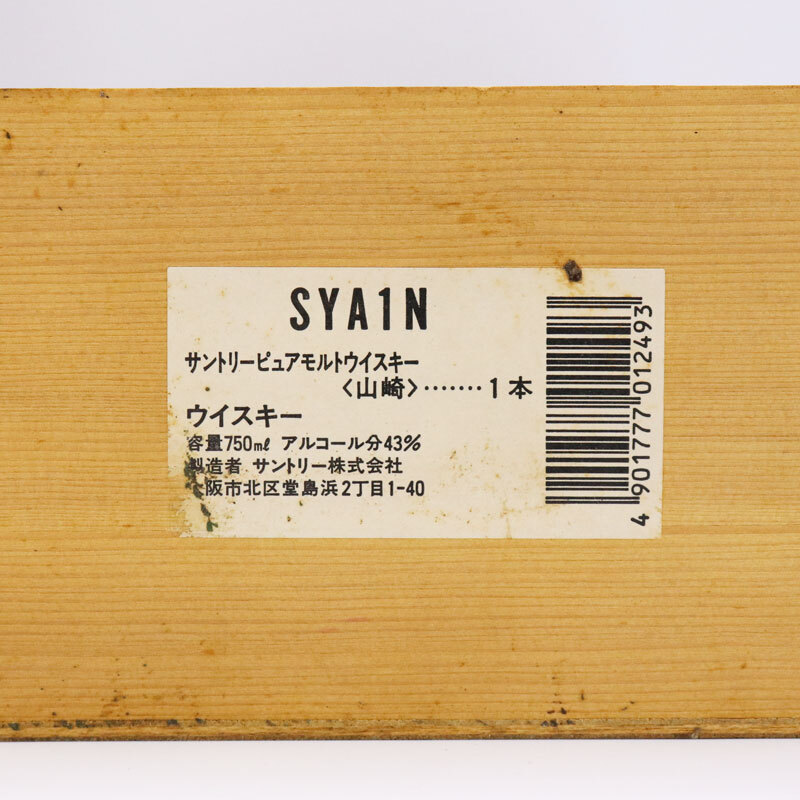 SYA1N
サントリーピュアモルトウイスキー
〈山崎〉‥‥‥1本
ウイスキー
容量750mℓ アルコール分43%
製造者 サントリー株式会社
大阪市北区堂島浜2丁目1-40
4 901777 012493